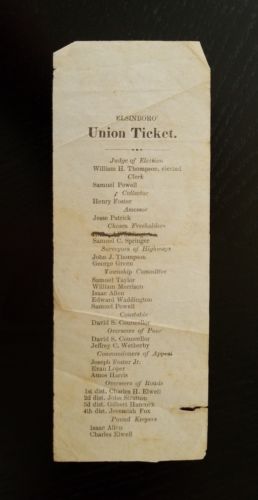 ELSINBORO'
Union Ticket.
Judge of Election
William H. Thompson, elected
Clerk
Samuel Powell
Collector
Henry Foster
Assessor
Jesse Patrick
Chosen Freeholders
Samuel C. Springer
Surveyors of Highways
John J. Thompson
George Green
Township Committee
Samuel Taylor
William Morrison
Isaac Allen
Edward Waddington
Samuel Powell
Constable
David S. Counsellor
Overseers of Poor
David S. Counsellor
Jeffrey C. Wetherby
Commissioners of Appeal
Joseph Foster Jr.
Evan Loper
Amos Harris
Overseers of Roads
1st dist. Charles H. Elwell
2d dist. John Stretton
3d dist. Gilbert Hancock
4th dist. Jeremiah Fox
Pound Keepers
Isaac Allen
Charles Elwell